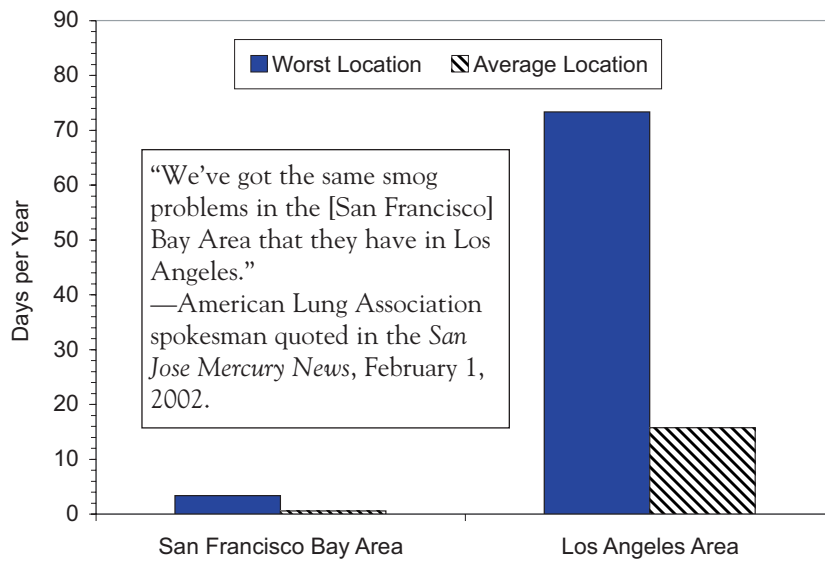 90
80
70
60
50
40
30
20
10
0
Days per Year
Worst Location Average Location
“We’ve got the same smog
problems in the [San Francisco]
Bay Area that they have in Los
Angeles.”
—American Lung Association
spokesman quoted in the San
Jose Mercury News, February 1,
2002.
San Francisco Bay Area Los Angeles Area